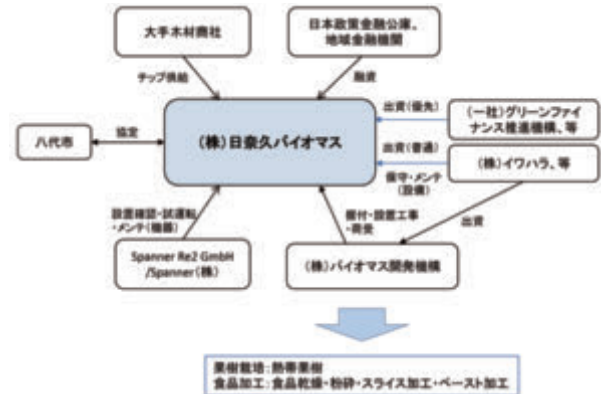 大手木材商社
日本政策金融公庫、
地域金融機関
チップ供給
融資
八代市
協定
(株)日奈久バイオマス
出資(優先)
(一社)グリーンファイ
ナンス推進機構、等
出資(普通)
(株)イワハラ、等
保守・メンテ
(設備)
設置確認・試運転
・メンテ(機器)
据付・設置工事
・荷受
出資
Spanner Re2 GmbH
/Spanner(株)
(株)バイオマス開発機構
果樹栽培:熱帯果樹
食品加工:食品乾燥・粉砕・スライス加工・ペースト加工